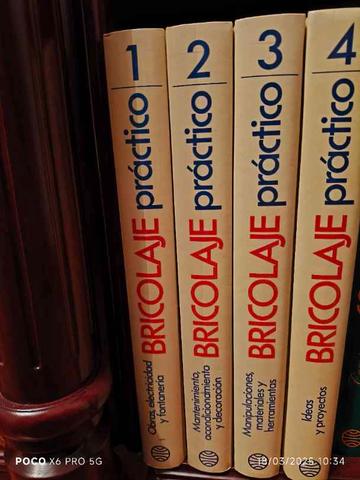 1
BRICOLAJE práctico
Obras, electricidad
y fontanería
2
BRICOLAJE práctico
Mantenimiento,
acondicionamiento
y decoración
3
BRICOLAJE práctico
Manipulaciones,
materiales y
herramientas
4
BRICOLAJE práctico
Ideas
y proyectos
POCO X6 PRO 5G
18/03/2025 10:34